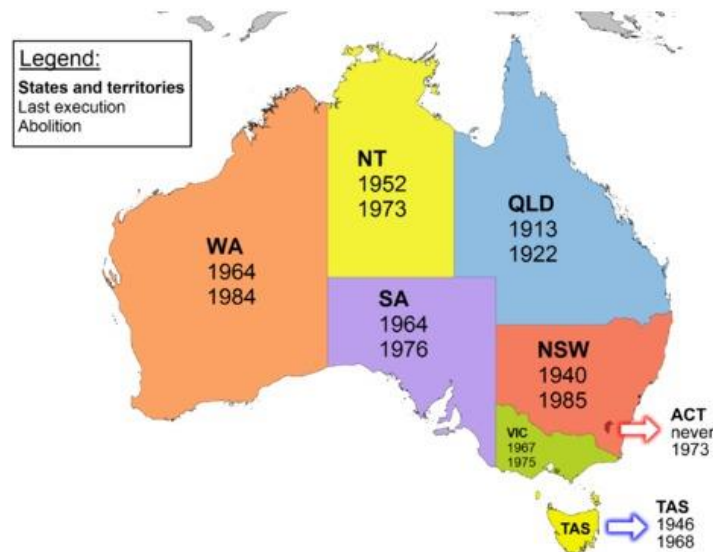 Legend:
States and territories
Last execution
Abolition
NT
1952
1973
QLD
1913
1922
WA
1964
1984
SA
1964
1976
NSW
1940
1985
ACT
never
1973
VIC
1967
1975
TAS
TAS
1946
1968